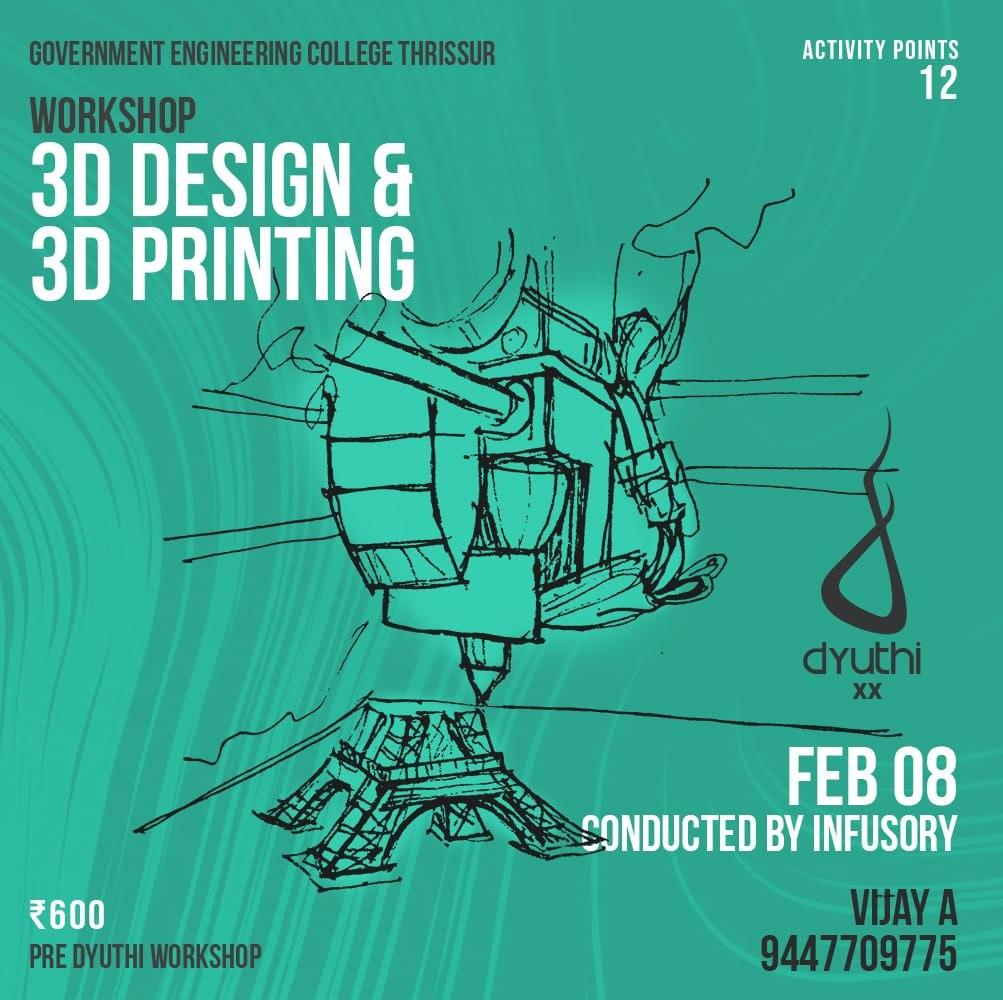 GOVERNMENT ENGINEERING COLLEGE THRISSUR
ACTIVITY POINTS
12
WORKSHOP
3D DESIGN &
3D PRINTING
dyuthi
xx
FEB 08
CONDUCTED BY INFUSORY
VIJAY A
9447709775
₹600
PRE DYUTHI WORKSHOP